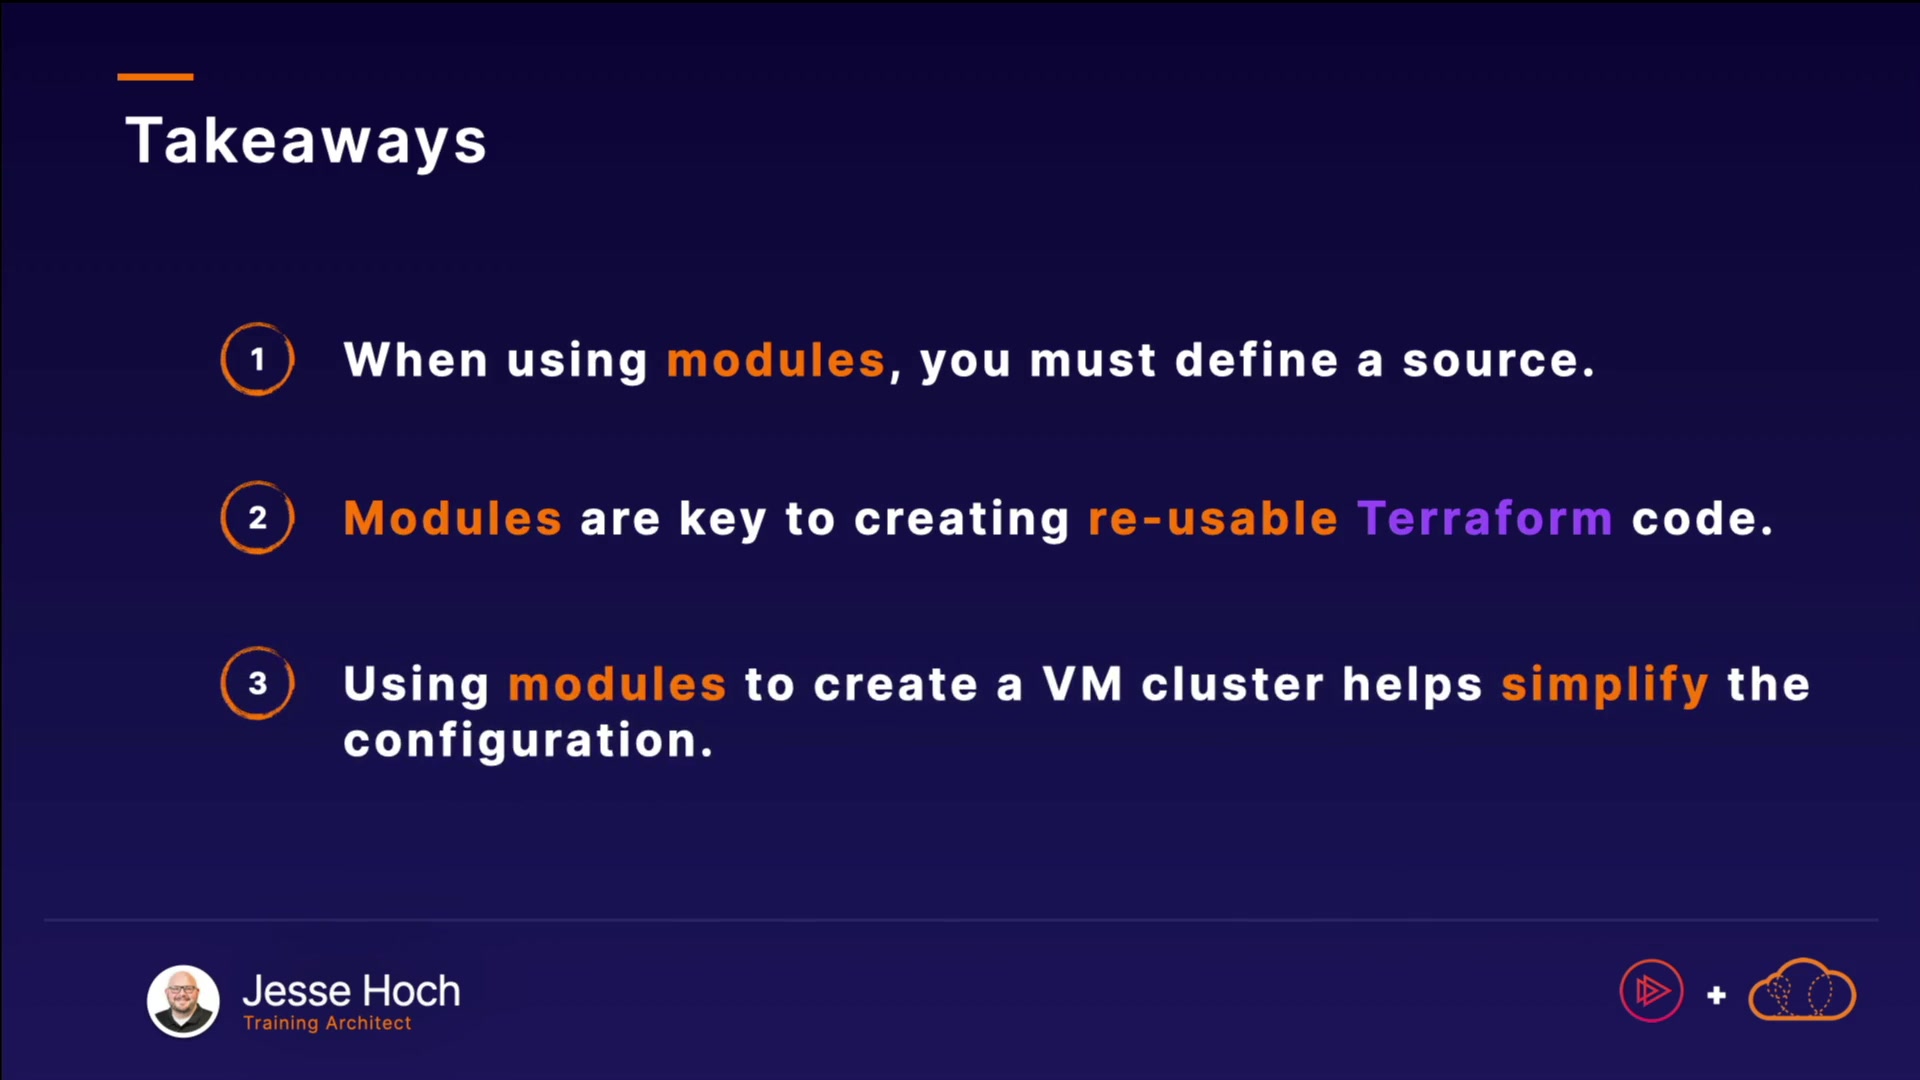 Takeaways
1 When using modules, you must define a source.
2 Modules are key to creating re-usable Terraform code.
3 Using modules to create a VM cluster helps simplify the
configuration.
Jesse Hoch
Training Architect
+